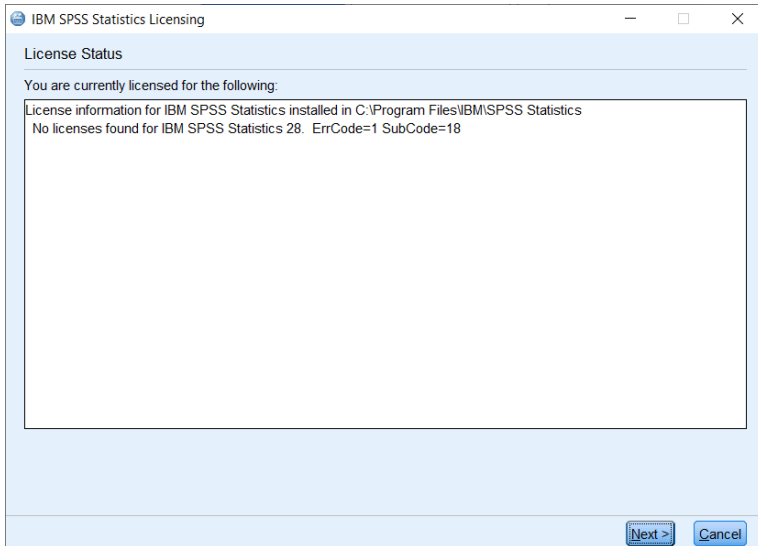 IBM SPSS Statistics Licensing
License Status
You are currently licensed for the following:
License information for IBM SPSS Statistics installed in C:\Program Files\IBM\SPSS Statistics
No licenses found for IBM SPSS Statistics 28.  ErrCode=1 SubCode=18
Next >
Cancel